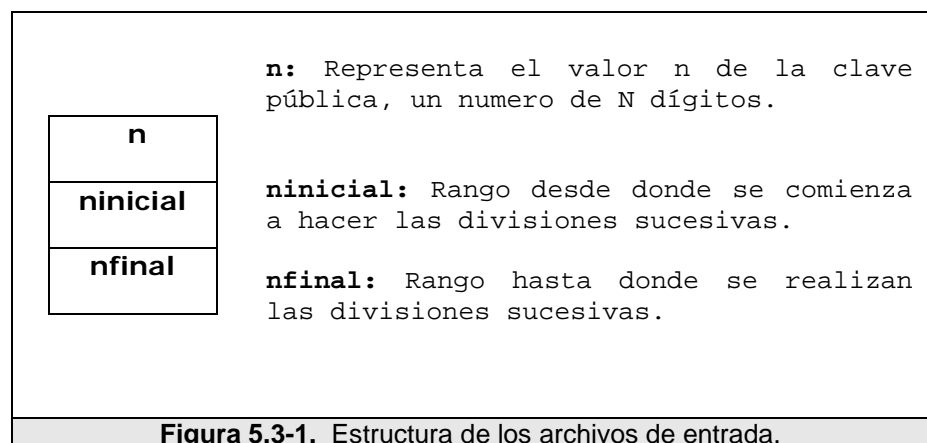 n: Representa el valor n de la clave
pública, un numero de N dígitos.
n
ninicial
ninicial: Rango desde donde se comienza
a hacer las divisiones sucesivas.
nfinal
nfinal: Rango hasta donde se realizan
las divisiones sucesivas.
Figura 5.3-1. Estructura de los archivos de entrada.